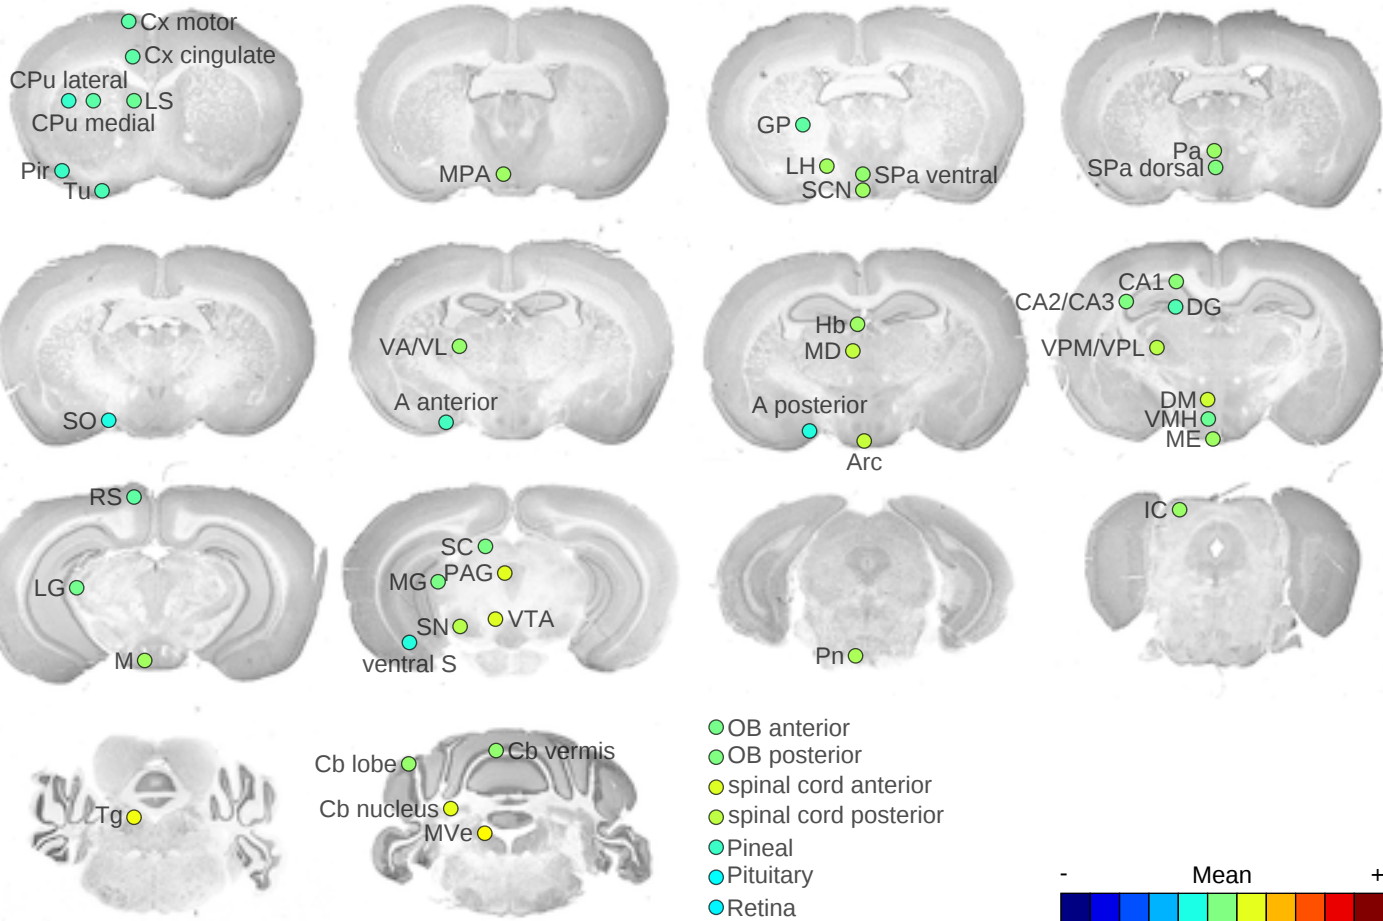 Cx motor
Cx cingulate
CPu lateral
LS
CPu medial
Pir
Tu
MPA
GP
LH
SPa ventral
SCN
Pa
SPa dorsal
SO
VA/VL
A anterior
Hb
MD
A posterior
Arc
CA1
CA2/CA3
DG
VPM/VPL
DM
VMH
ME
RS
LG
M
SC
MG
PAG
SN
VTA
ventral S
Pn
IC
Tg
Cb lobe
Cb vermis
Cb nucleus
MVe
OB anterior
OB posterior
spinal cord anterior
spinal cord posterior
Pineal
Pituitary
Retina
- Mean +